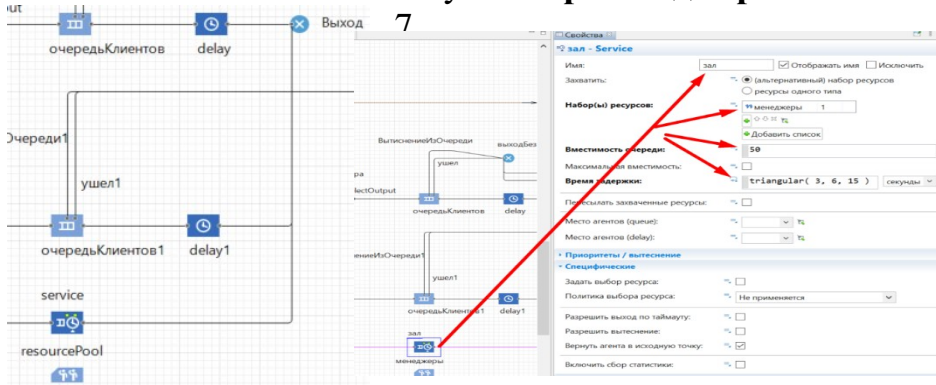 Выход
очередьКлиентов delay
Очереди1
ушел1
очередьКлиентов1 delay1
service
resourcePool
7
ушел
lectOutput
очередьКлиентов delay
ушел1
очередьКлиентов1 delay1
зал
менеджеры
Свойства
зал - Service
Имя: зал Отображать имя Исключить
Захватить: (альтернативный) набор ресурсов
ресурсы одного типа
Набор(ы) ресурсов: менеджеры 1
Добавить список
Вместимость очереди: 50
Максимальная вместимость:
Время задержки: triangular( 3, 6, 15 ) секунды
Пересылать захваченные ресурсы:
Место агентов (queue):
Место агентов (delay):
Приоритеты / вытеснение
Специфические
Задать выбор ресурса:
Политика выбора ресурса: Не применяется
Разрешить выход по таймауту:
Разрешить вытеснение:
Вернуть агента в исходную точку:
Включить сбор статистики: